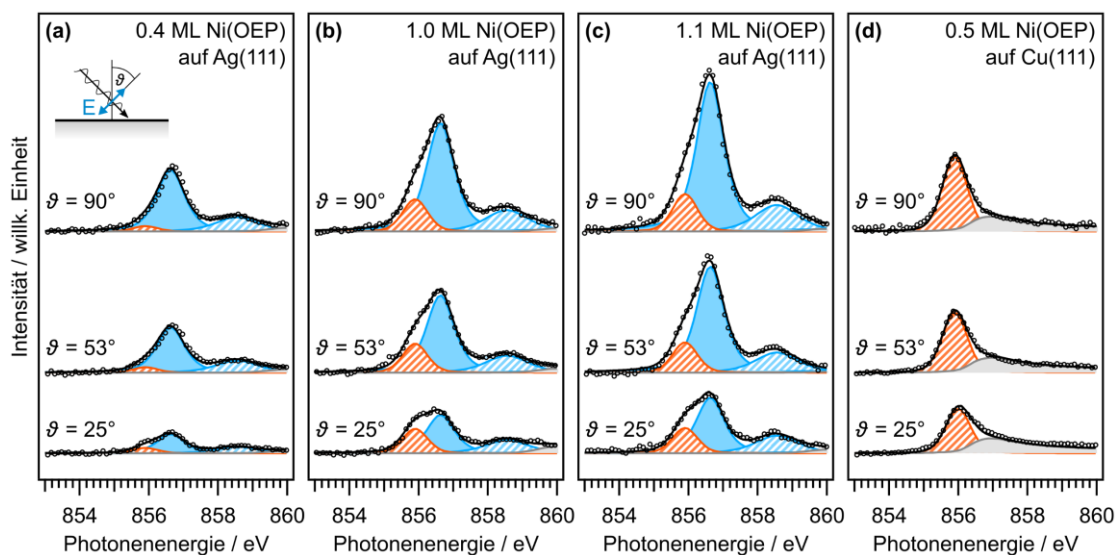 (a) 0.4 ML Ni(OEP)
auf Ag(111)
ϑ
E
ϑ = 90°
ϑ = 53°
ϑ = 25°
854 856 858 860
Photonenenergie / eV
(b) 1.0 ML Ni(OEP)
auf Ag(111)
ϑ = 90°
ϑ = 53°
ϑ = 25°
854 856 858 860
Photonenenergie / eV
(c) 1.1 ML Ni(OEP)
auf Ag(111)
ϑ = 90°
ϑ = 53°
ϑ = 25°
854 856 858 860
Photonenenergie / eV
(d) 0.5 ML Ni(OEP)
auf Cu(111)
ϑ = 90°
ϑ = 53°
ϑ = 25°
854 856 858 860
Photonenenergie / eV
Intensität / willk. Einheit